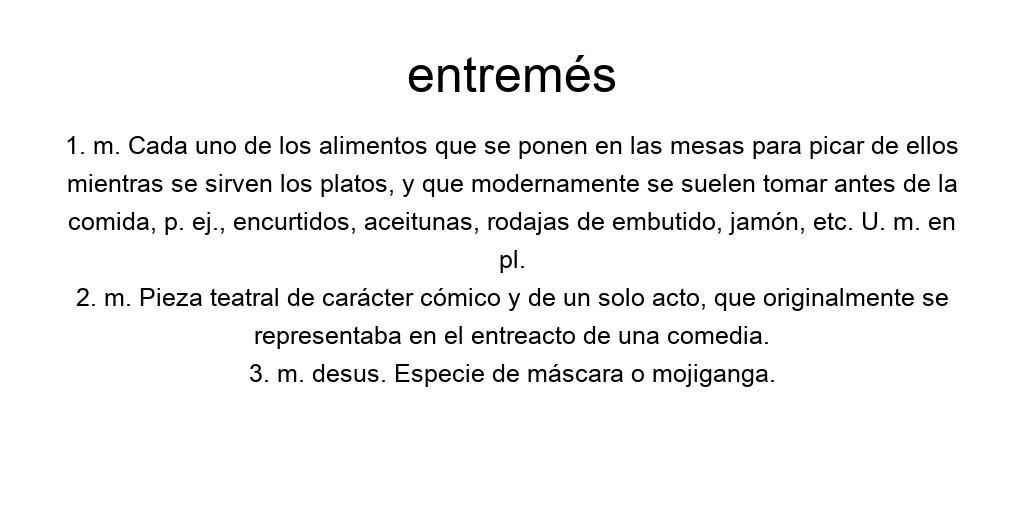 entremés
1. m. Cada uno de los alimentos que se ponen en las mesas para picar de ellos
mientras se sirven los platos, y que modernamente se suelen tomar antes de la
comida, p. ej., encurtidos, aceitunas, rodajas de embutido, jamón, etc. U. m. en
pl.
2. m. Pieza teatral de carácter cómico y de un solo acto, que originalmente se
representaba en el entreacto de una comedia.
3. m. desus. Especie de máscara o mojiganga.